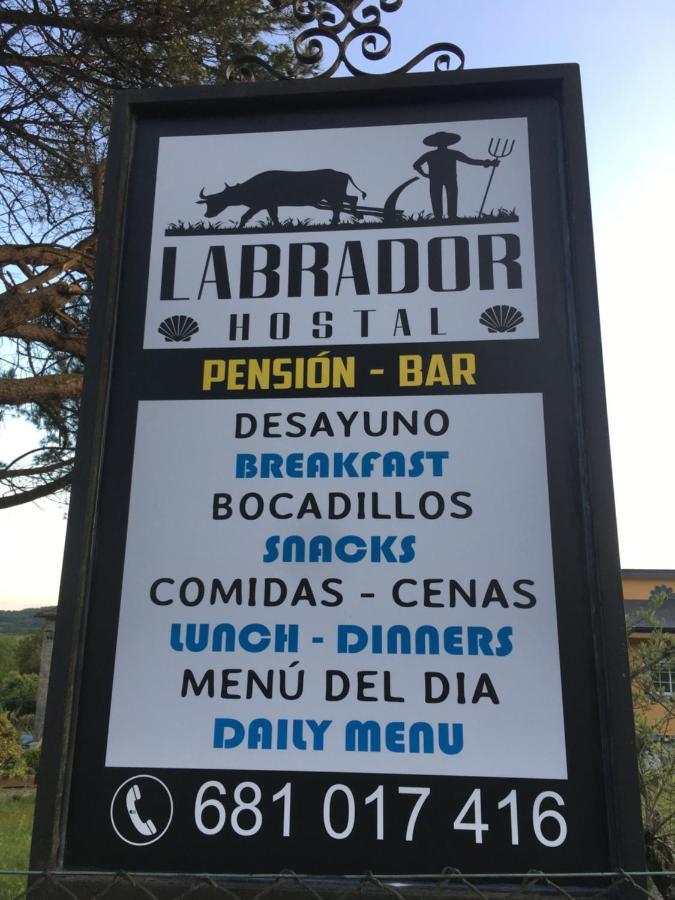 LABRADOR
HOSTAL
PENSIÓN - BAR
DESAYUNO
BREAKFAST
BOCADILLOS
SNACKS
COMIDAS - CENAS
LUNCH - DINNERS
MENÚ DEL DIA
DAILY MENU
681 017 416